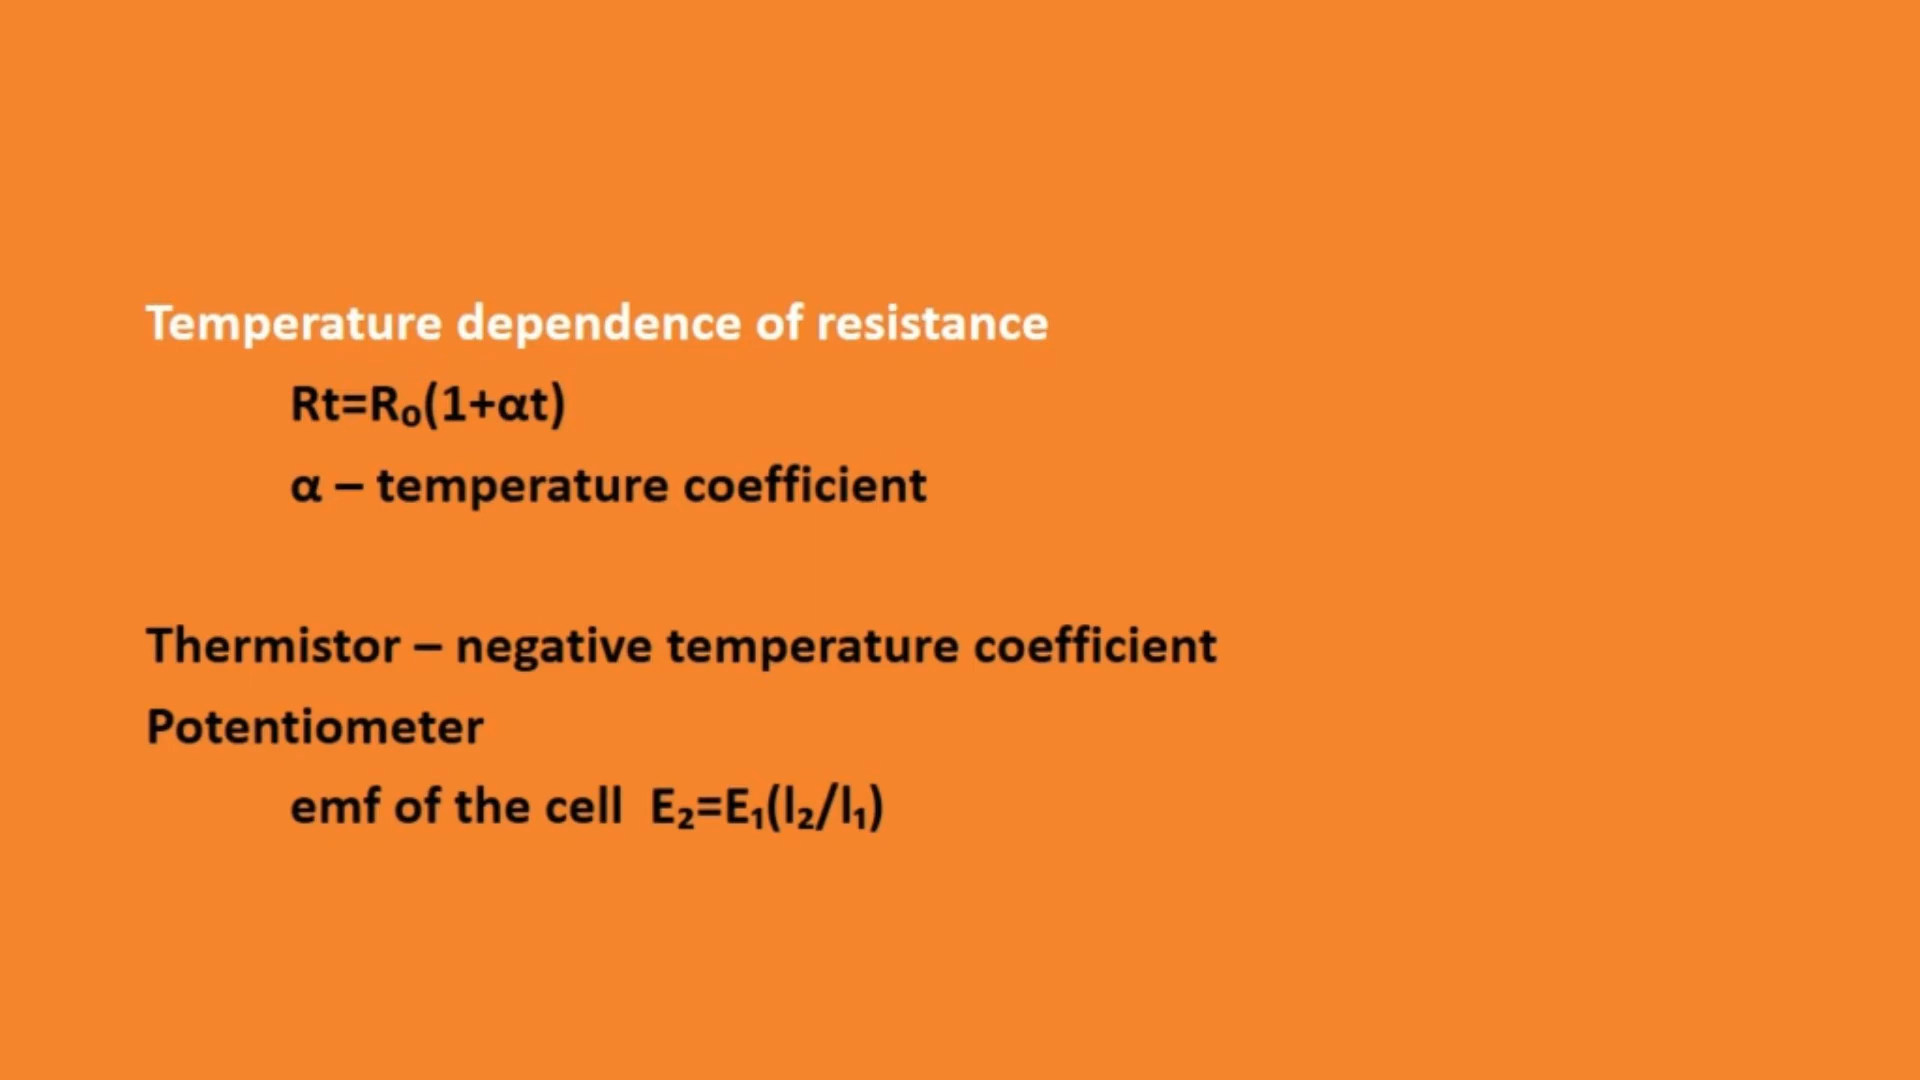 Temperature dependence of resistance
Rt=R₀(1+αt)
α – temperature coefficient
Thermistor – negative temperature coefficient
Potentiometer
emf of the cell  E₂=E₁(l₂/l₁)